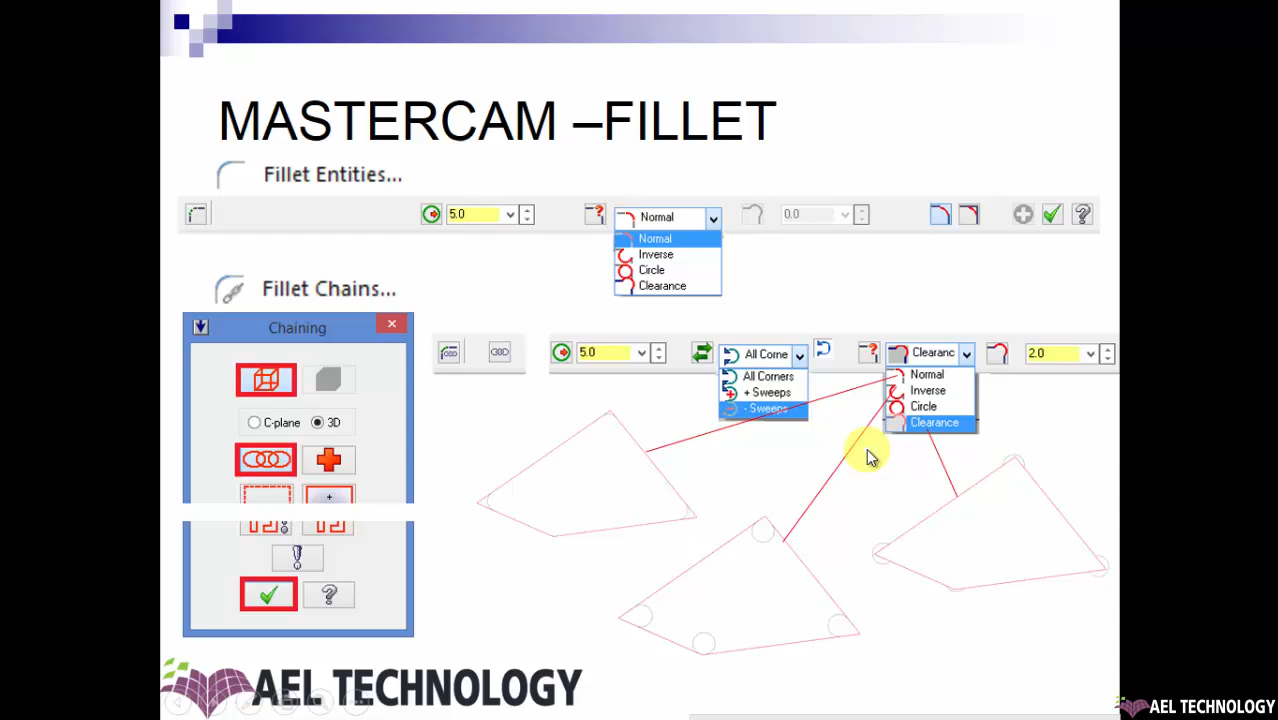 MASTERCAM –FILLET
Fillet Entities...
5.0
Normal
0.0
Normal
Inverse
Circle
Clearance
Fillet Chains...
Chaining
C-plane 3D
5.0
All Corne
All Corners
+ Sweeps
- Sweeps
Clearanc
2.0
Normal
Inverse
Circle
Clearance
AEL TECHNOLOGY
AEL TECHNOLOGY